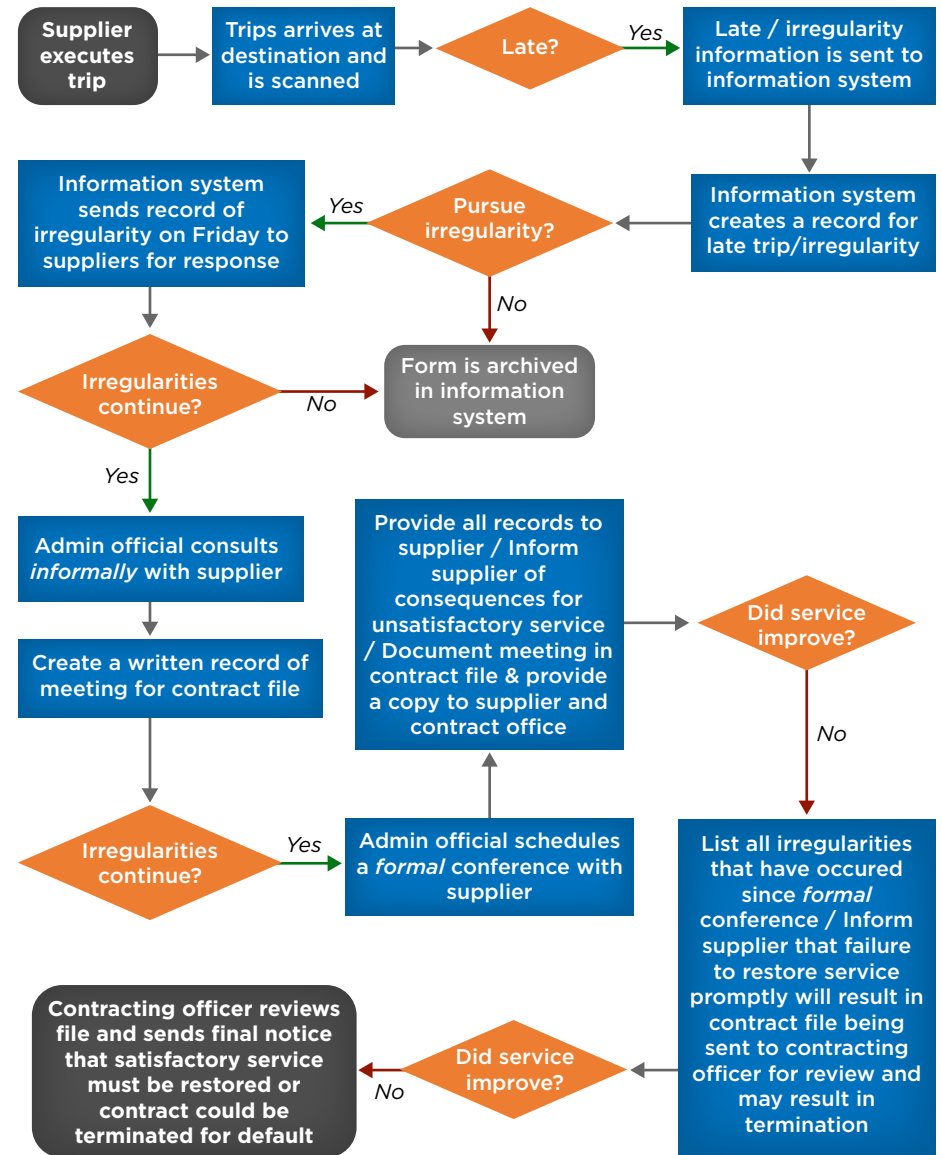 Supplier
executes
trip
Trips arrives at
destination and
is scanned
Late?
Yes
Late / irregularity
information is sent to
information system
Information system
creates a record for
late trip/irregularity
Pursue
irregularity?
Yes
No
Information system
sends record of
irregularity on Friday to
suppliers for response
Irregularities
continue?
No
Form is archived
in information
system
Yes
Admin official consults
informally with supplier
Create a written record of
meeting for contract file
Irregularities
continue?
Yes
Admin official schedules
a formal conference with
supplier
Provide all records to
supplier / Inform
supplier of
consequences for
unsatisfactory service
/ Document meeting in
contract file & provide
a copy to supplier and
contract office
Did service
improve?
No
List all irregularities
that have occured
since formal
conference / Inform
supplier that failure
to restore service
promptly will result in
contract file being
sent to contracting
officer for review and
may result in
termination
Did service
improve?
No
Contracting officer reviews
file and sends final notice
that satisfactory service
must be restored or
contract could be
terminated for default